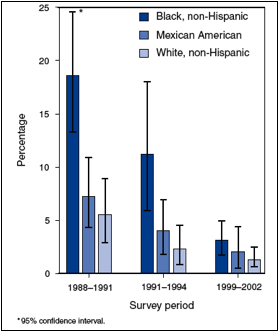 25
20
15
10
5
0
Percentage
*
Black, non-Hispanic
Mexican American
White, non-Hispanic
1988–1991
1991–1994
1999–2002
Survey period
*95% confidence interval.